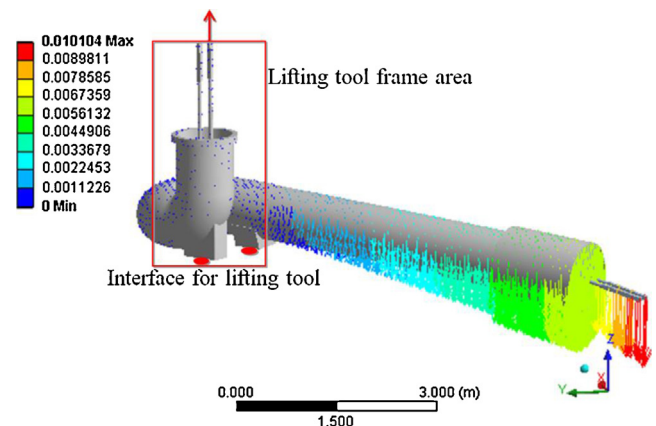 0.010104 Max
0.0089811
0.0078585
0.0067359
0.0056132
0.0044906
0.0033679
0.0022453
0.0011226
0 Min
Lifting tool frame area
Interface for lifting tool
Z
Y
X
0.000
3.000 (m)
1.500